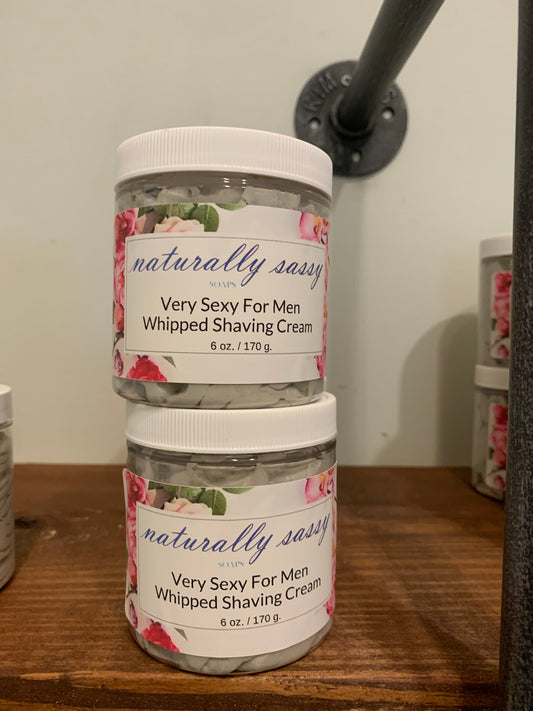 naturally sassy
SOAPS
Very Sexy For Men
Whipped Shaving Cream
6 oz. / 170 g.
naturally sassy
SOAPS
Very Sexy For Men
Whipped Shaving Cream
6 oz. / 170 g.